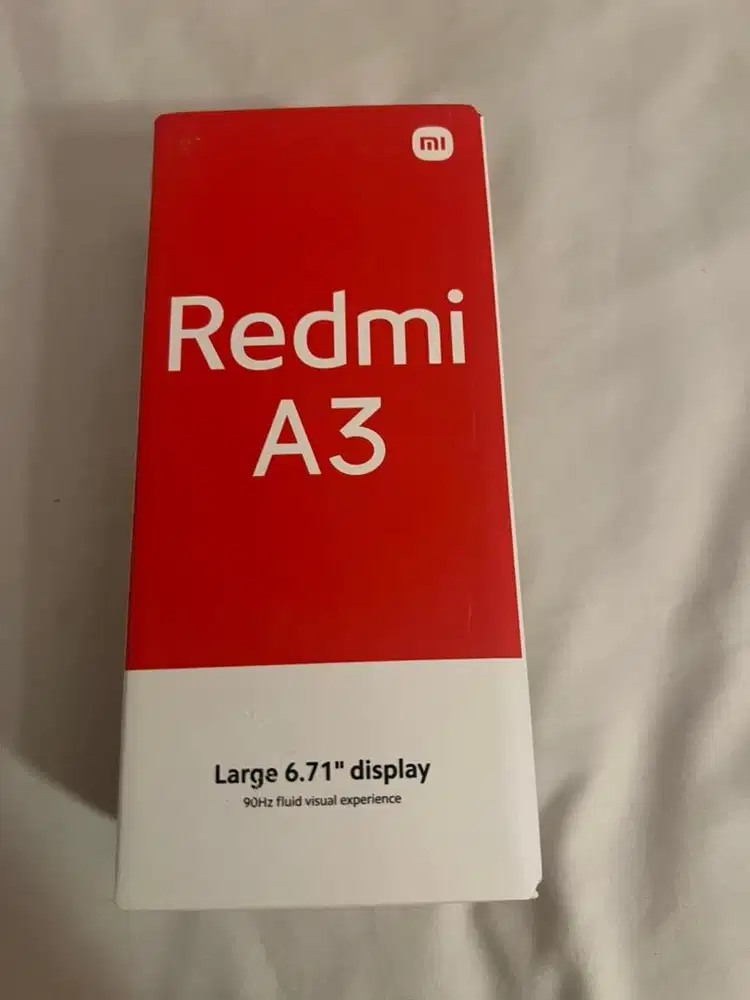 mi
Redmi
A3
Large 6.71" display
90Hz fluid visual experience